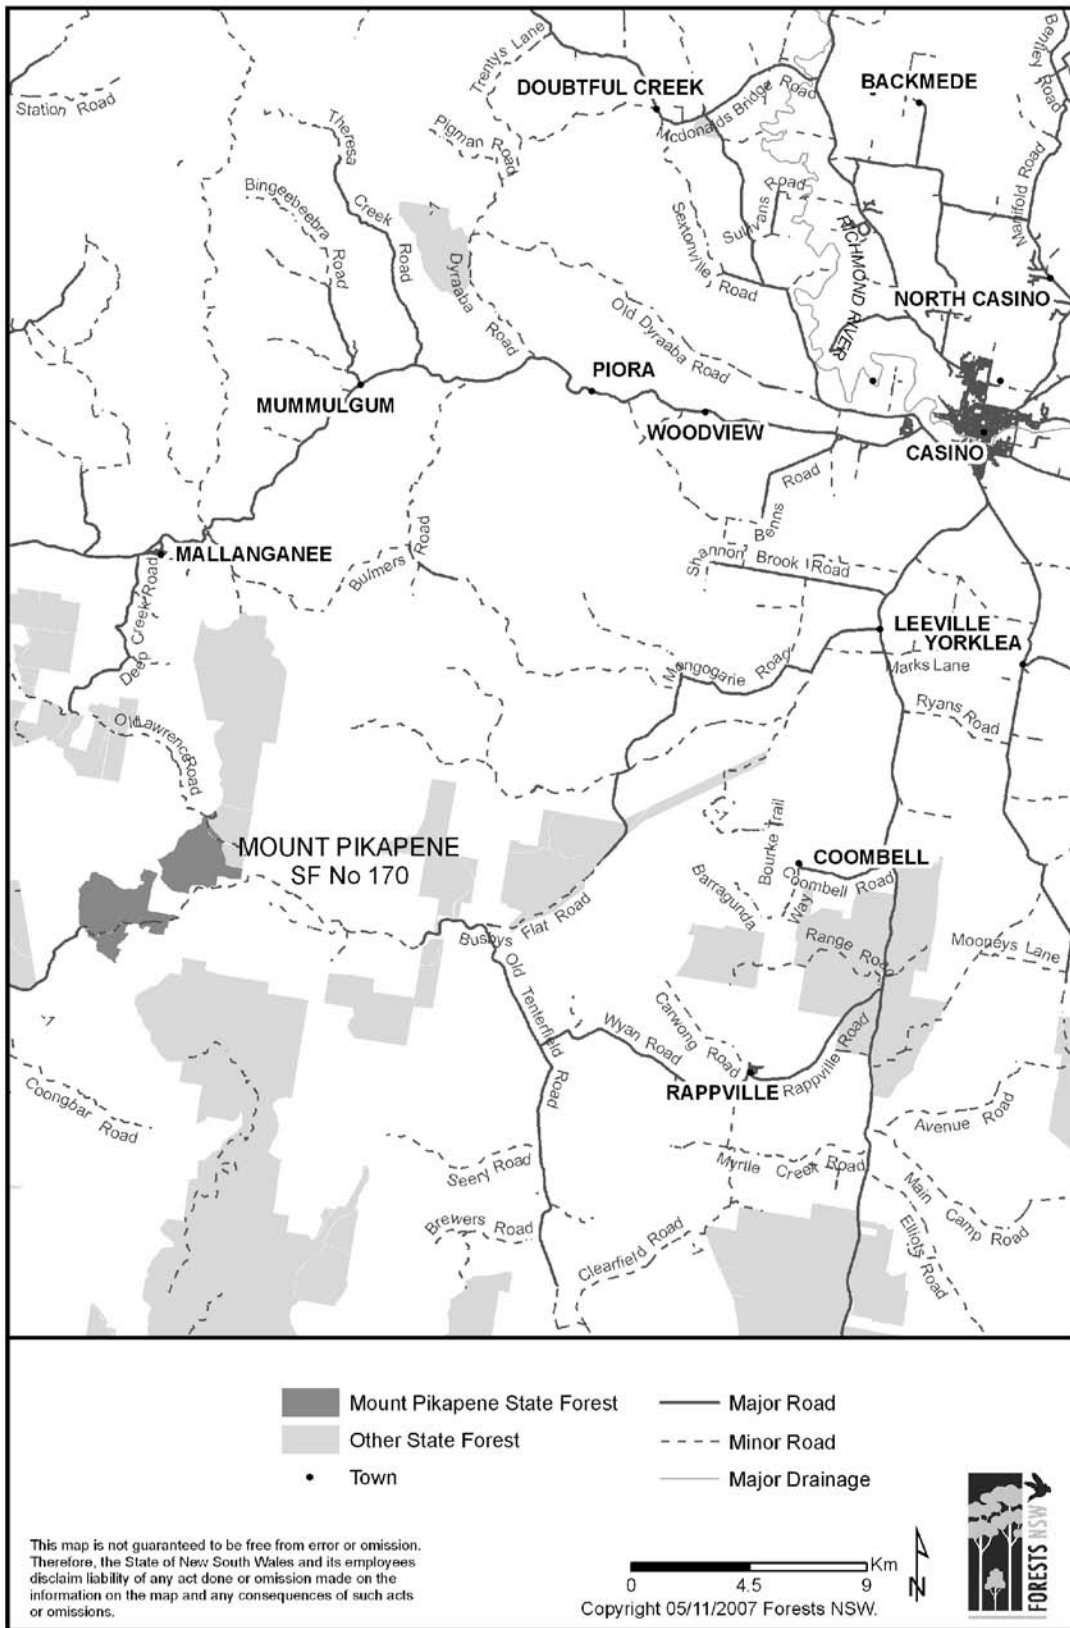 Station Road
Trentys Lane
DOUBTFUL CREEK
BACKMEDE
Bentley Road
Mcdonalds Bridge Road
Theresa Creek Road
Pigman Road
Bingeebeebra Road
Sextonville Road
Sullivans Road
Manifold Road
RICHMOND RIVER
Dyraaba Road
NORTH CASINO
Old Dyraaba Road
PIORA
MUMMULGUM
WOODVIEW
CASINO
Benns Road
MALLANGANEE
Bulmers Road
Shannon Brook Road
Deep Creek Road
LEEVILLE
YORKLEA
Mongogarie Road
Marks Lane
Ryans Road
Old Lawrence Road
MOUNT PIKAPENE
SF No 170
Bourke Trail
Way
COOMBELL
Coombell Road
Barragunda
Busbys Flat Road
Range Road
Mooneys Lane
Old Tenterfield Road
Wyan Road
Carwong Road
RAPPVILLE
Rappville Road
Coongbar Road
Avenue Road
Seery Road
Myrtle Creek Road
Main Camp Road
Elliots Road
Brewers Road
Clearfield Road
Mount Pikapene State Forest
Other State Forest
Town
Major Road
Minor Road
Major Drainage
This map is not guaranteed to be free from error or omission.
Therefore, the State of New South Wales and its employees
disclaim liability of any act done or omission made on the
information on the map and any consequences of such acts
or omissions.
Km
0 4.5 9
N
Copyright 05/11/2007 Forests NSW.
FORESTS NSW